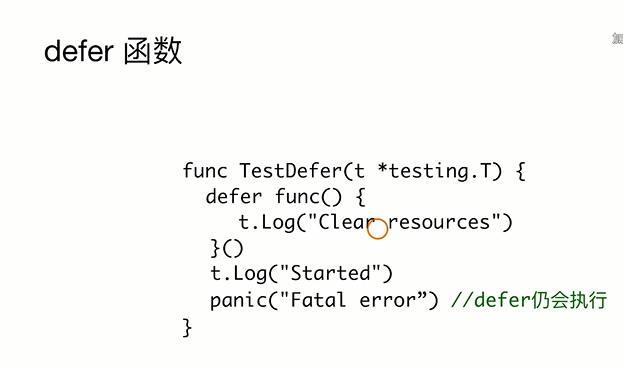 defer 函数
加
func TestDefer(t *testing.T) {
defer func() {
t.Log("Clear resources")
}()
t.Log("Started")
panic("Fatal error”) //defer仍会执行
}